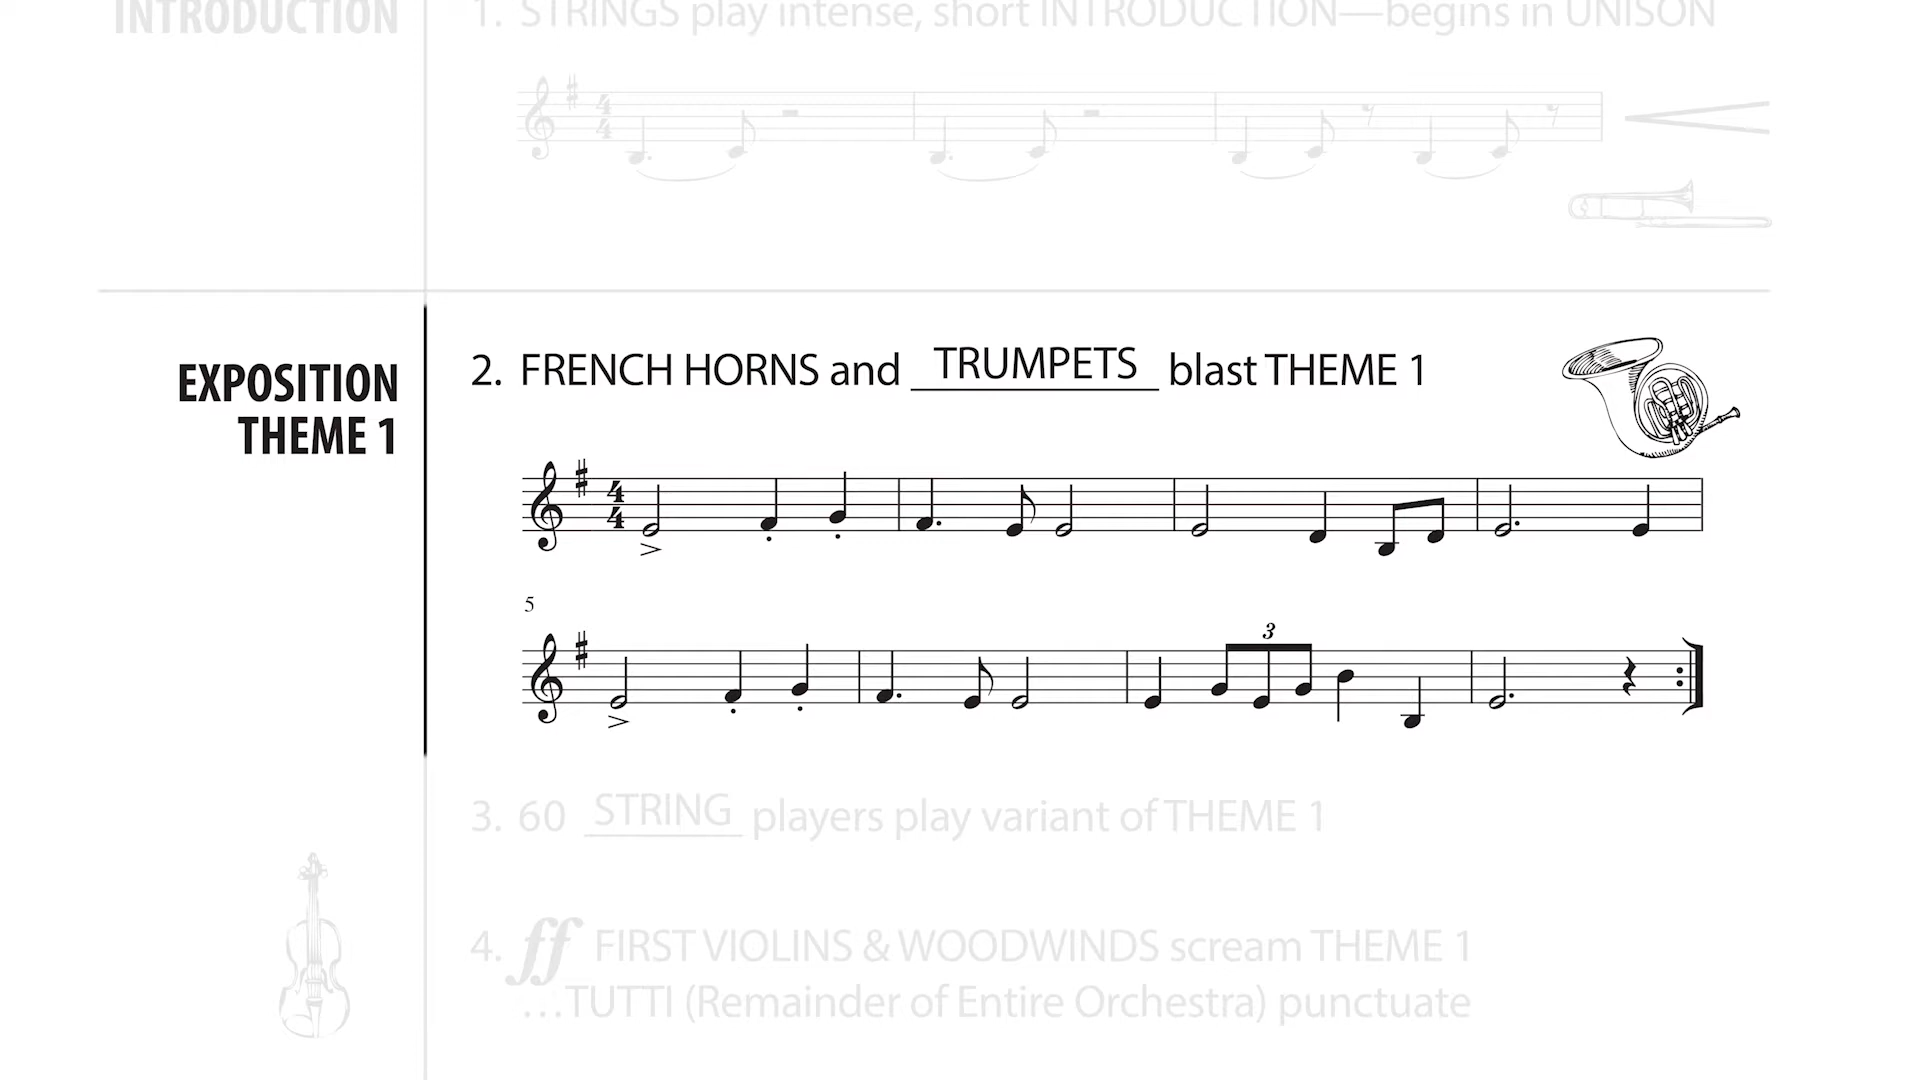 INTRODUCTION
1. STRINGS play intense, short INTRODUCTION—begins in UNISON
EXPOSITION
THEME 1
2. FRENCH HORNS and TRUMPETS blast THEME 1
5
3
3. 60 STRING players play variant of THEME 1
4. ff FIRST VIOLINS & WOODWINDS scream THEME 1
...TUTTI (Remainder of Entire Orchestra) punctuate